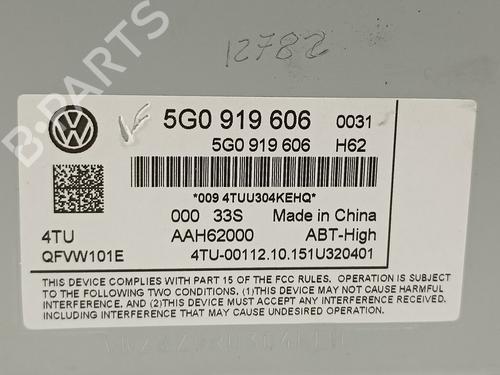 12782
B-PARTS
5G0 919 606 0031
5G0 919 606 H62
*009 4TUU304KEHQ*
000 33S Made in China
4TU AAH62000 ABT-High
QFVW101E 4TU-00112.10.151U320401
THIS DEVICE COMPLIES WITH PART 15 OF THE FCC RULES. OPERATION IS SUBJECT
TO THE FOLLOWING TWO CONDITIONS: (1)THIS DEVICE MAY NOT CAUSE HARMFUL
INTERFERENCE. AND (2)THIS DEVICE MUST ACCEPT ANY INTERFERENCE RECEIVED.
INCLUDING INTERFERENCE THAT MAY CAUSE UNDESIRED OPERATION.